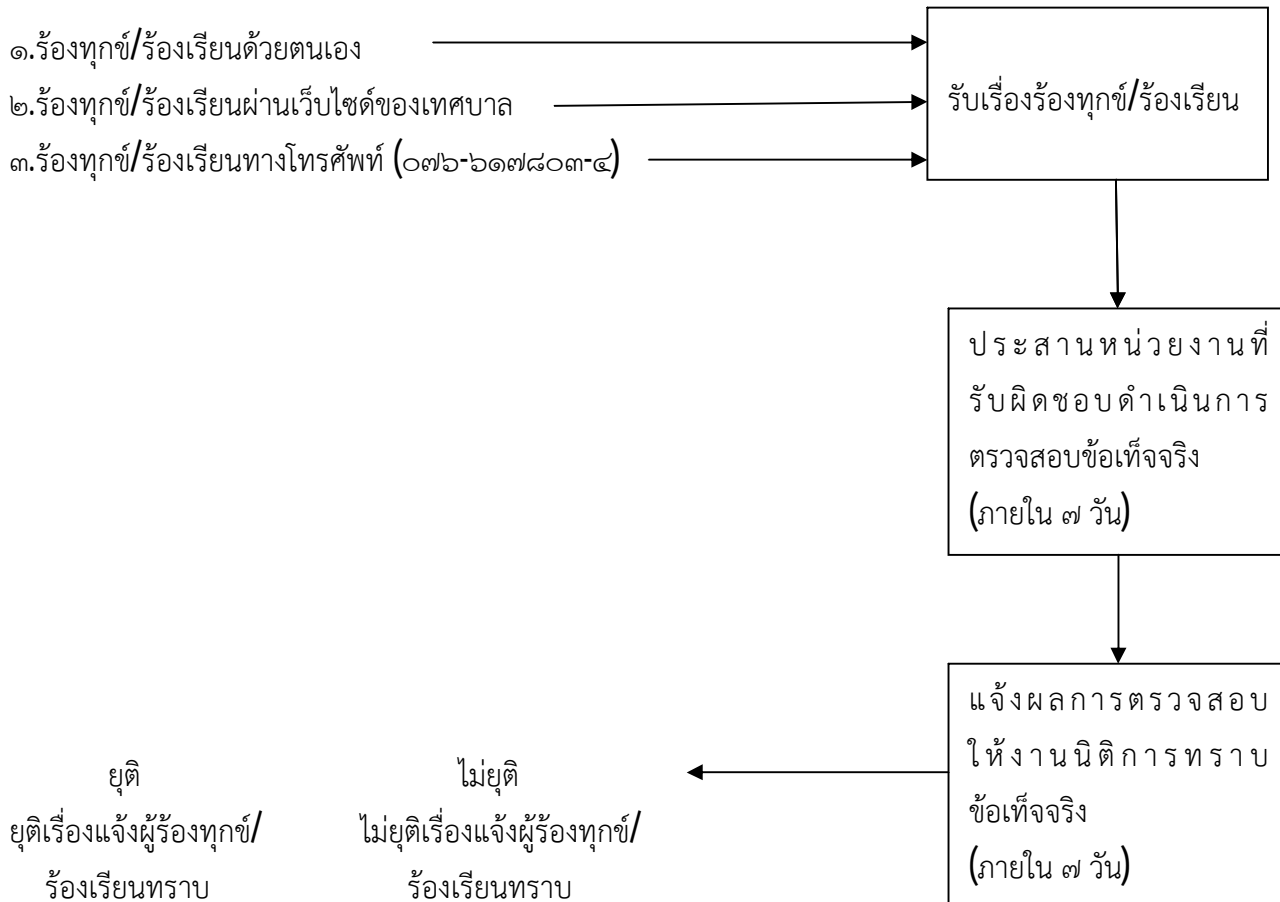 ๑.ร้องทุกข์/ร้องเรียนด้วยตนเอง
๒.ร้องทุกข์/ร้องเรียนผ่านเว็บไซด์ของเทศบาล
๓.ร้องทุกข์/ร้องเรียนทางโทรศัพท์ (๐๗๖-๖๑๗๘๐๓-๔)
รับเรื่องร้องทุกข์/ร้องเรียน
ประสานหน่วยงานที่
รับผิดชอบดำเนินการ
ตรวจสอบข้อเท็จจริง
(ภายใน ๗ วัน)
แจ้งผลการตรวจสอบ
ให้งานนิติการทราบ
ข้อเท็จจริง
(ภายใน ๗ วัน)
ยุติ
ยุติเรื่องแจ้งผู้ร้องทุกข์/
ร้องเรียนทราบ
ไม่ยุติ
ไม่ยุติเรื่องแจ้งผู้ร้องทุกข์/
ร้องเรียนทราบ